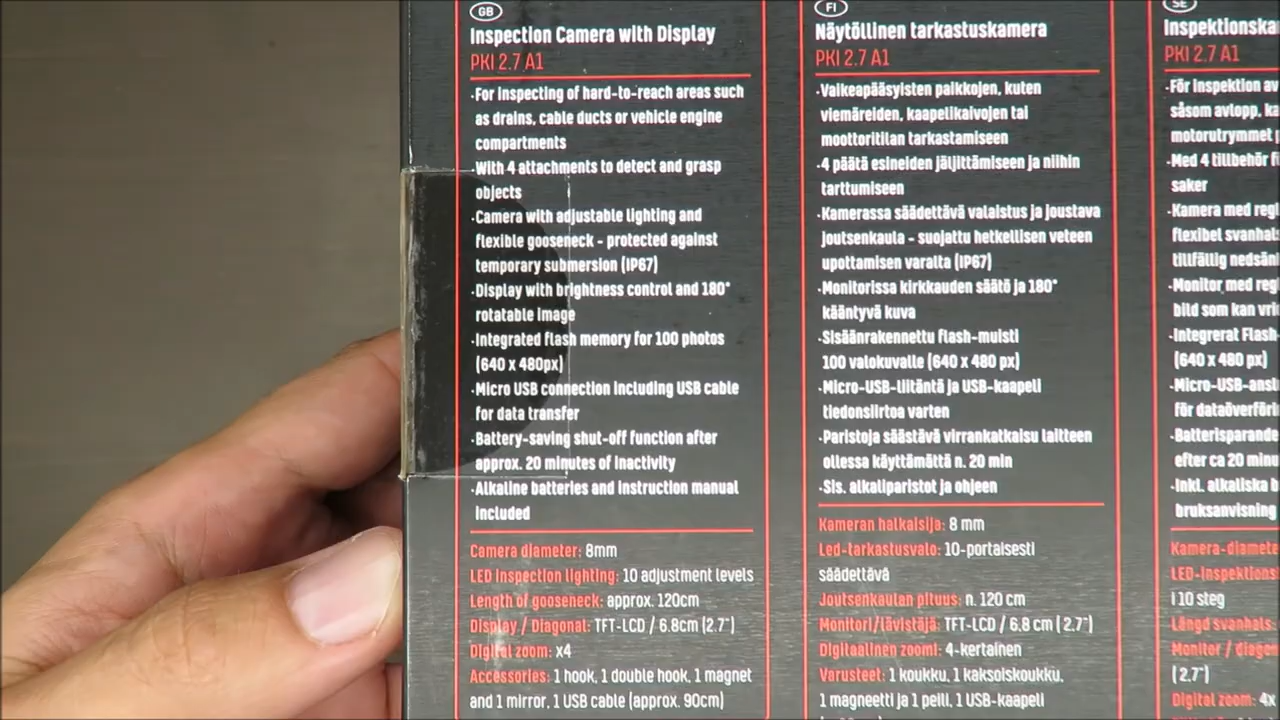 GB
Inspection Camera with Display
PKI 2.7 A1
·For inspecting of hard-to-reach areas such
as drains, cable ducts or vehicle engine
compartments
·With 4 attachments to detect and grasp
objects
·Camera with adjustable lighting and
flexible gooseneck - protected against
temporary submersion (IP67)
·Display with brightness control and 180°
rotatable image
·Integrated flash memory for 100 photos
(640 x 480px)
·Micro USB connection including USB cable
for data transfer
·Battery-saving shut-off function after
approx. 20 minutes of inactivity
·Alkaline batteries and instruction manual
included
Camera diameter: 8mm
LED inspection lighting: 10 adjustment levels
Length of gooseneck: approx. 120cm
Display / Diagonal: TFT-LCD / 6.8cm (2.7")
Digital zoom: x4
Accessories: 1 hook, 1 double hook, 1 magnet
and 1 mirror, 1 USB cable (approx. 90cm)
FI
Näytöllinen tarkastuskamera
PKI 2.7 A1
·Vaikeapääsyisten paikkojen, kuten
viemäreiden, kaapelikaivojen tai
moottoritilan tarkastamiseen
·4 päätä esineiden jäljittämiseen ja niihin
tarttumiseen
·Kamerassa säädettävä valaistus ja joustava
joutsenkaula - suojattu hetkellisen veteen
upottamisen varalta (IP67)
·Monitorissa kirkkauden säätö ja 180°
kääntyvä kuva
·Sisäänrakennettu flash-muisti
100 valokuvalle (640 x 480 px)
·Micro-USB-liitäntä ja USB-kaapeli
tiedonsiirtoa varten
·Paristoja säästävä virrankatkaisu laitteen
ollessa käyttämättä n. 20 min
·Sis. alkaliparistot ja ohjeen
Kameran halkaisija: 8 mm
Led-tarkastusvalo: 10-portaisesti
säädettävä
Joutsenkaulan pituus: n. 120 cm
Monitori/lävistäjä: TFT-LCD / 6.8 cm (2.7")
Digitaalinen zoomi: 4-kertainen
Varusteet: 1 koukku, 1 kaksoiskoukku,
1 magneetti ja 1 peili, 1 USB-kaapeli
SE
Inspektionska
PKI 2.7 A1
·För inspektion av
såsom avlopp, ka
motorutrymmet
·Med 4 tillbehör f
saker
·Kamera med reg
flexibel svanhals
tillfällig nedsän
·Monitor med reg
bild som kan vri
·Integrerat Flash
(640 x 480 px)
·Micro-USB-ansl
för dataöverföri
·Batterisparande
efter ca 20 minu
·Inkl. alkaliska b
bruksanvisning
Kamera-diamete
LED-inspektions
i 10 steg
Längd svanhals:
Monitor / diagon
(2.7")
Digital zoom: 4x